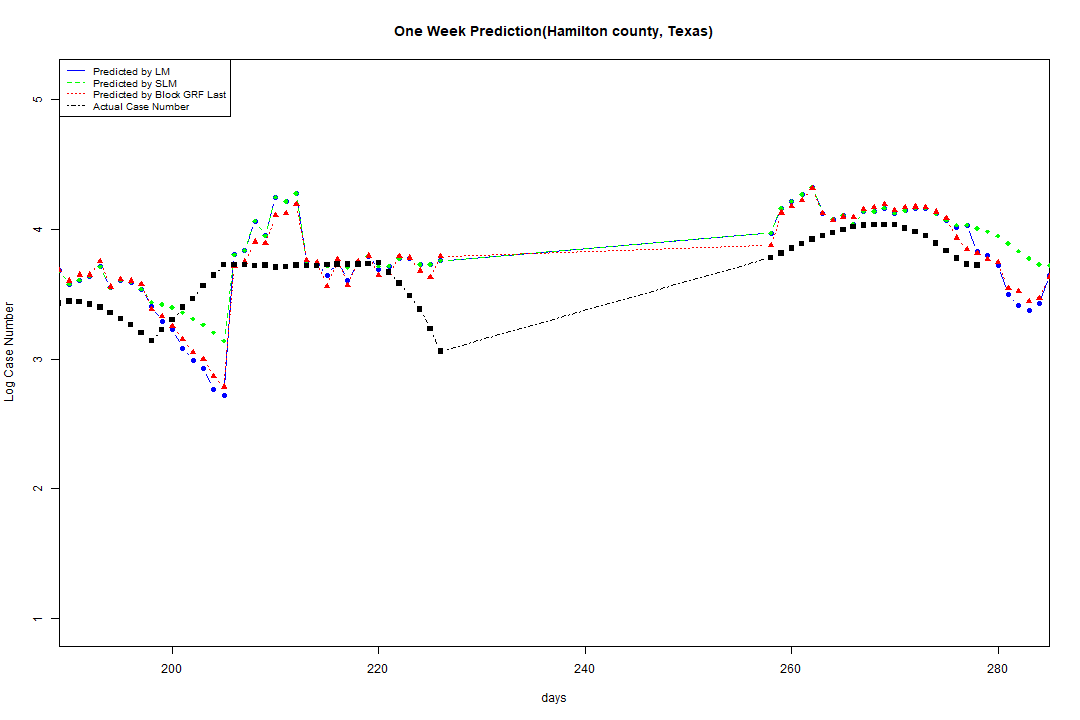 One Week Prediction(Hamilton county, Texas)
Predicted by LM
Predicted by SLM
Predicted by Block GRF Last
Actual Case Number
5
4
3
2
1
Log Case Number
200 220 240 260 280
days